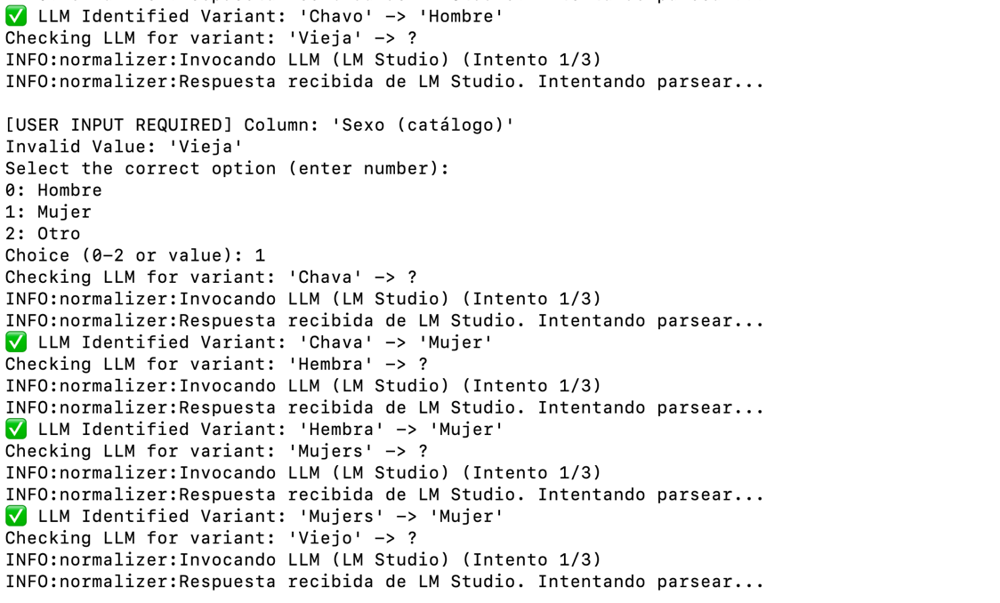 ✅ LLM Identified Variant: 'Chavo' -> 'Hombre'
Checking LLM for variant: 'Vieja' -> ?
INFO:normalizer:Invocando LLM (LM Studio) (Intento 1/3)
INFO:normalizer:Respuesta recibida de LM Studio. Intentando parsear...

[USER INPUT REQUIRED] Column: 'Sexo (catálogo)'
Invalid Value: 'Vieja'
Select the correct option (enter number):
0: Hombre
1: Mujer
2: Otro
Choice (0-2 or value): 1
Checking LLM for variant: 'Chava' -> ?
INFO:normalizer:Invocando LLM (LM Studio) (Intento 1/3)
INFO:normalizer:Respuesta recibida de LM Studio. Intentando parsear...
✅ LLM Identified Variant: 'Chava' -> 'Mujer'
Checking LLM for variant: 'Hembra' -> ?
INFO:normalizer:Invocando LLM (LM Studio) (Intento 1/3)
INFO:normalizer:Respuesta recibida de LM Studio. Intentando parsear...
✅ LLM Identified Variant: 'Hembra' -> 'Mujer'
Checking LLM for variant: 'Mujers' -> ?
INFO:normalizer:Invocando LLM (LM Studio) (Intento 1/3)
INFO:normalizer:Respuesta recibida de LM Studio. Intentando parsear...
✅ LLM Identified Variant: 'Mujers' -> 'Mujer'
Checking LLM for variant: 'Viejo' -> ?
INFO:normalizer:Invocando LLM (LM Studio) (Intento 1/3)
INFO:normalizer:Respuesta recibida de LM Studio. Intentando parsear...